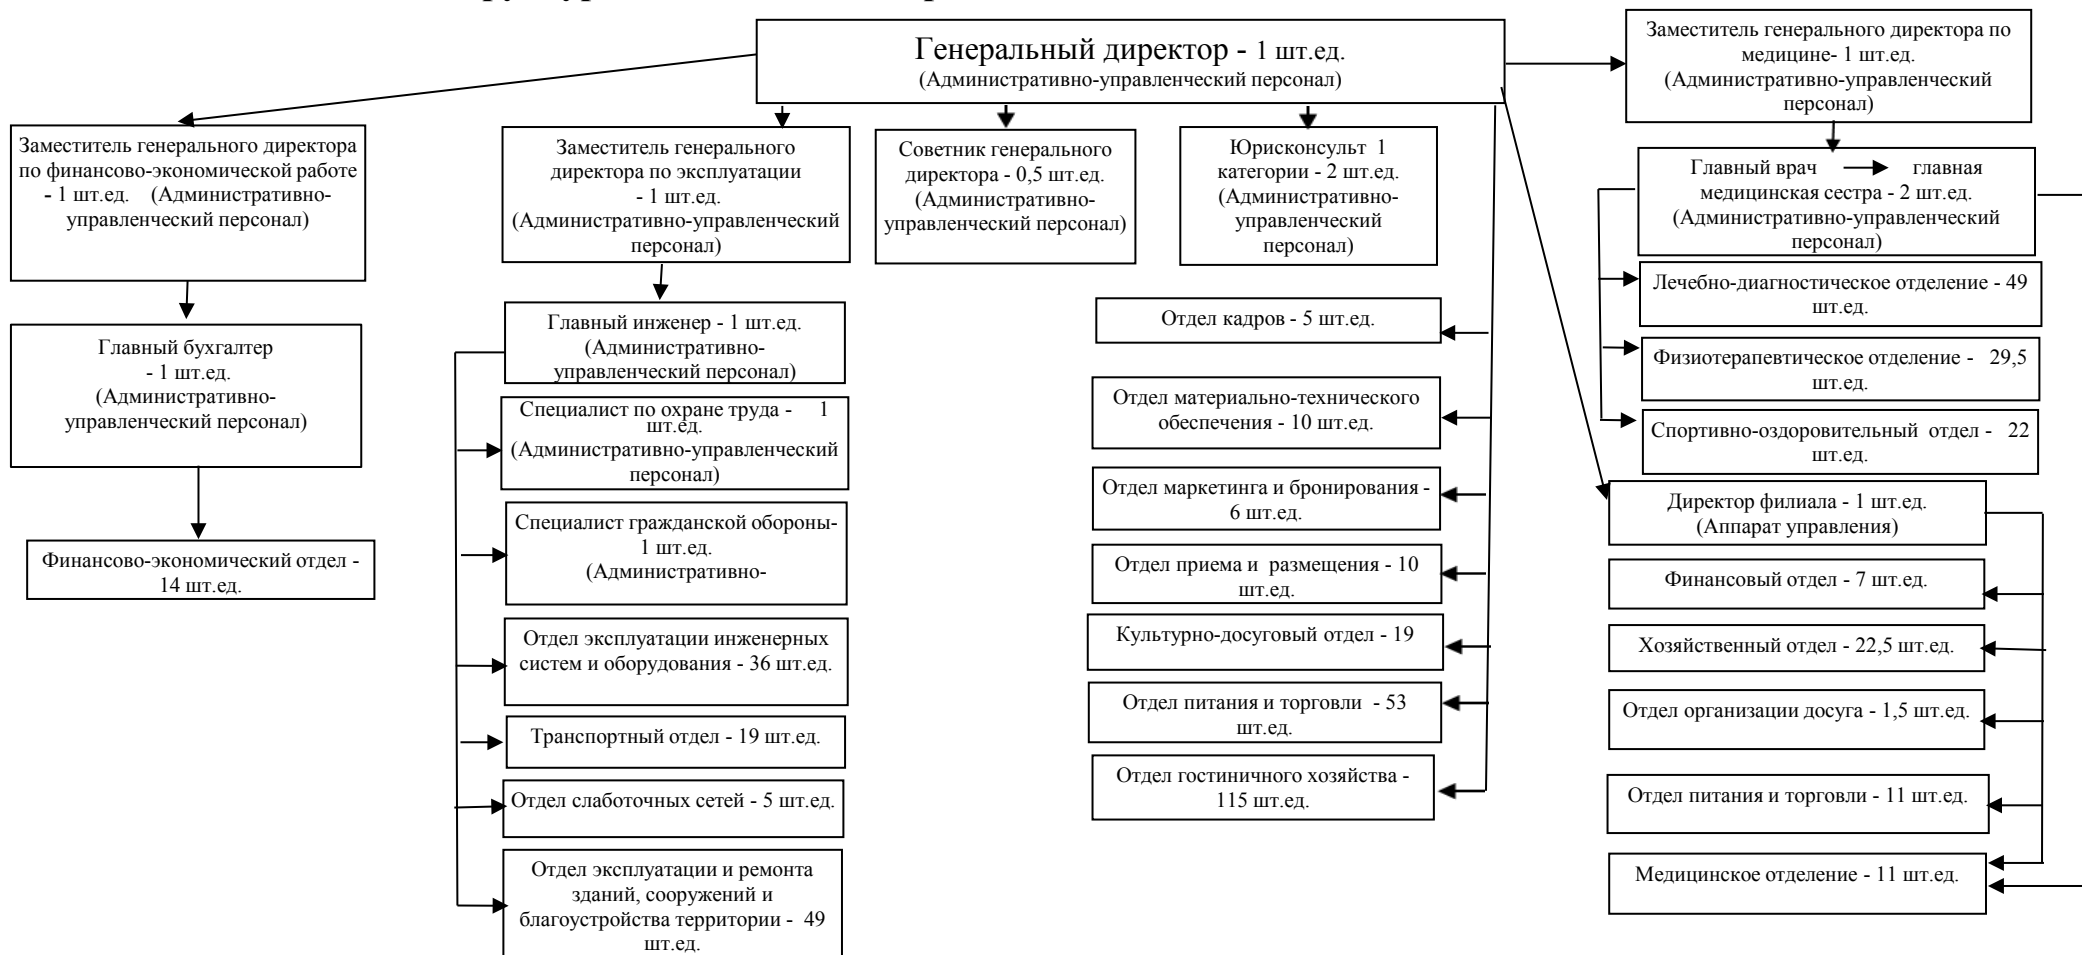 Генеральный директор - 1 шт.ед.
(Административно-управленческий персонал)
Заместитель генерального директора по
медицине- 1 шт.ед.
(Административно-управленческий
персонал)
Заместитель генерального директора
по финансово-экономической работе
- 1 шт.ед. (Административно-
управленческий персонал)
Заместитель генерального
директора по эксплуатации
- 1 шт.ед.
(Административно-управленческий
персонал)
Советник генерального
директора - 0,5 шт.ед.
(Административно-
управленческий персонал)
Юрисконсульт 1
категории - 2 шт.ед.
(Административно-
управленческий
персонал)
Главный врач главная
медицинская сестра - 2 шт.ед.
(Административно-управленческий
персонал)
Главный бухгалтер
- 1 шт.ед.
(Административно-
управленческий персонал)
Финансово-экономический отдел -
14 шт.ед.
Главный инженер - 1 шт.ед.
(Административно-
управленческий персонал)
Специалист по охране труда - 1
шт.ед.
(Административно-управленческий
персонал)
Специалист гражданской обороны-
1 шт.ед.
(Административно-
Отдел эксплуатации инженерных
систем и оборудования - 36 шт.ед.
Транспортный отдел - 19 шт.ед.
Отдел слаботочных сетей - 5 шт.ед.
Отдел эксплуатации и ремонта
зданий, сооружений и
благоустройства территории - 49
шт.ед.
Отдел кадров - 5 шт.ед.
Отдел материально-технического
обеспечения - 10 шт.ед.
Отдел маркетинга и бронирования -
6 шт.ед.
Отдел приема и размещения - 10
шт.ед.
Культурно-досуговый отдел - 19
Отдел питания и торговли - 53
шт.ед.
Отдел гостиничного хозяйства -
115 шт.ед.
Лечебно-диагностическое отделение - 49
шт.ед.
Физиотерапевтическое отделение - 29,5
шт.ед.
Спортивно-оздоровительный отдел - 22
шт.ед.
Директор филиала - 1 шт.ед.
(Аппарат управления)
Финансовый отдел - 7 шт.ед.
Хозяйственный отдел - 22,5 шт.ед.
Отдел организации досуга - 1,5 шт.ед.
Отдел питания и торговли - 11 шт.ед.
Медицинское отделение - 11 шт.ед.